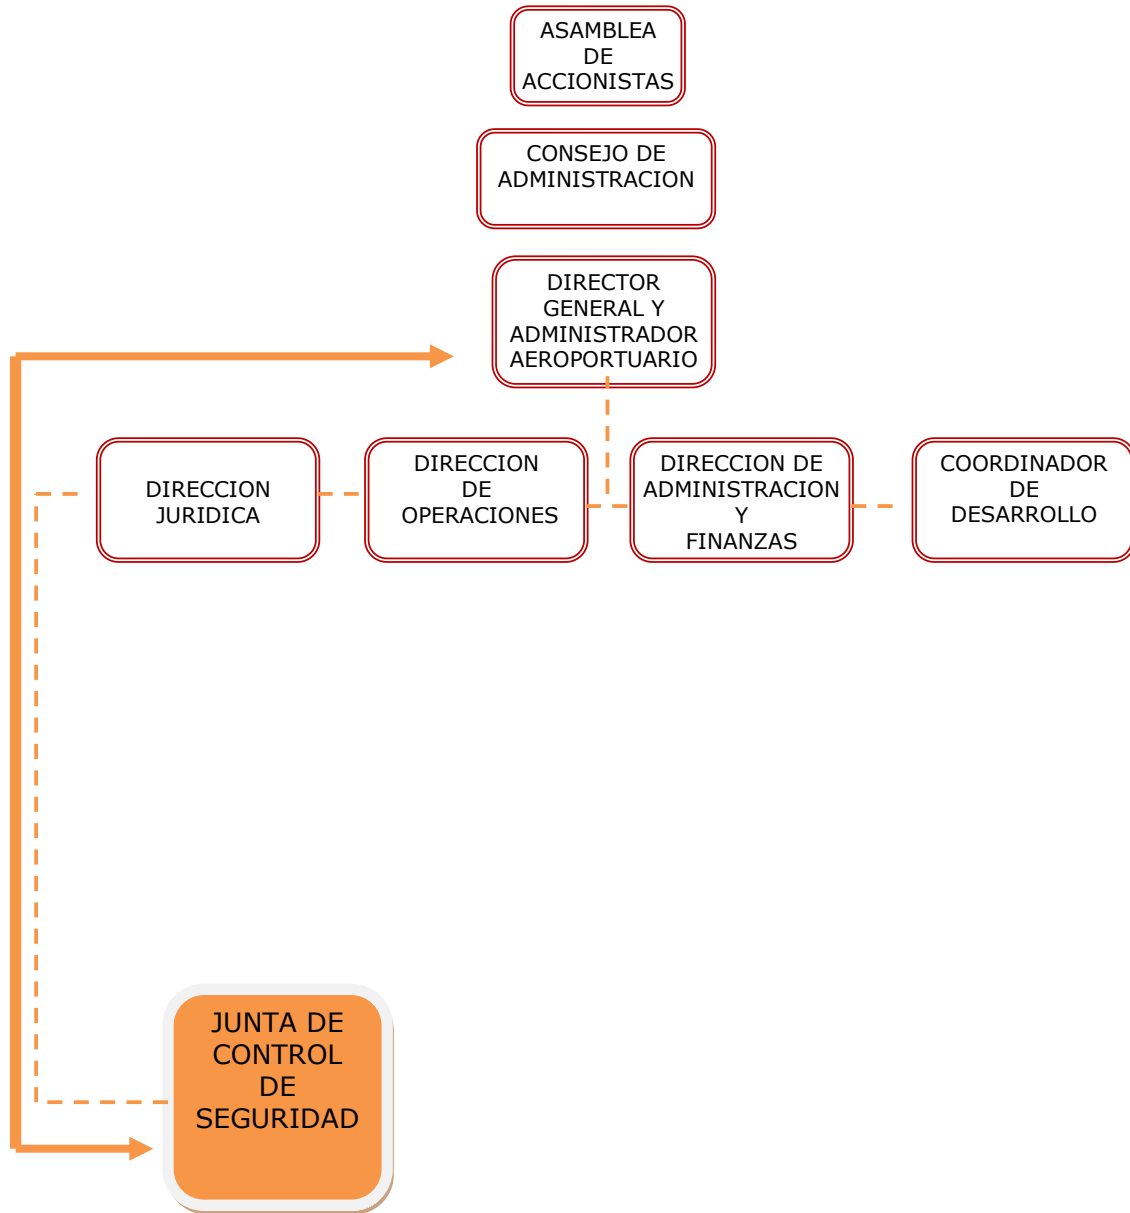 ASAMBLEA
DE
ACCIONISTAS
CONSEJO DE
ADMINISTRACION
DIRECTOR
GENERAL Y
ADMINISTRADOR
AEROPORTUARIO
DIRECCION
JURIDICA
DIRECCION
DE
OPERACIONES
DIRECCION DE
ADMINISTRACION
Y
FINANZAS
COORDINADOR
DE
DESARROLLO
JUNTA DE
CONTROL
DE
SEGURIDAD